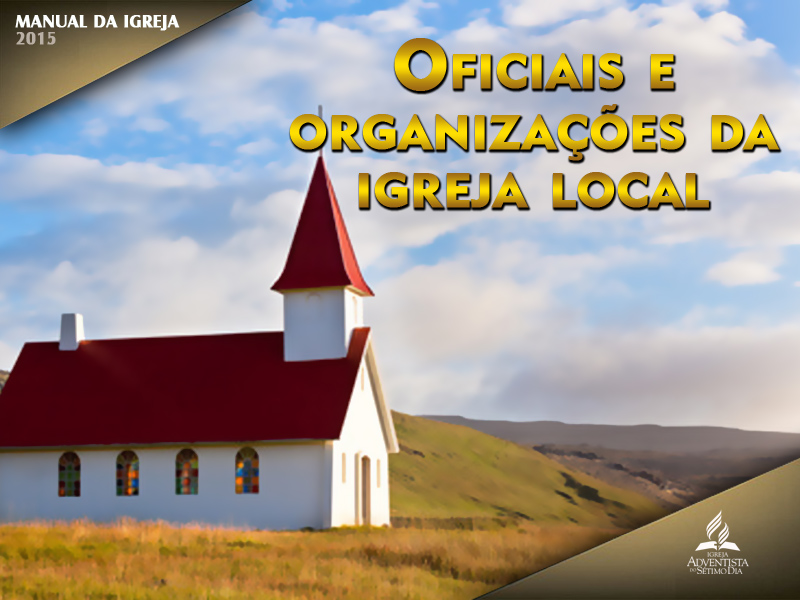 MANUAL DA IGREJA
2015
OFICIAIS E
ORGANIZAÇÕES DA
IGREJA LOCAL
IGREJA
ADVENTISTA
DO SÉTIMO DIA